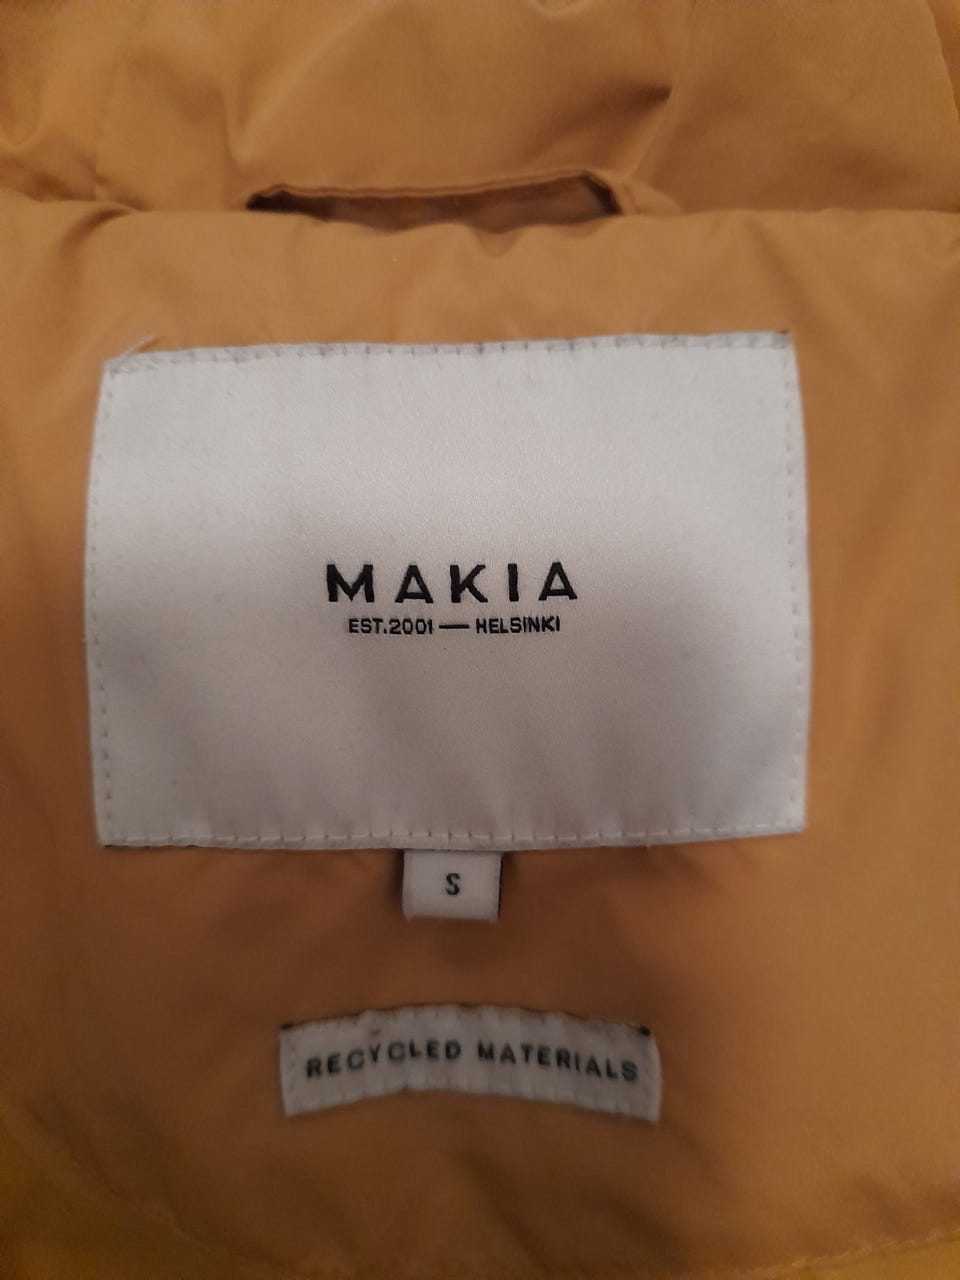 MAKIA
EST.2001 — HELSINKI
S
RECYCLED MATERIALS